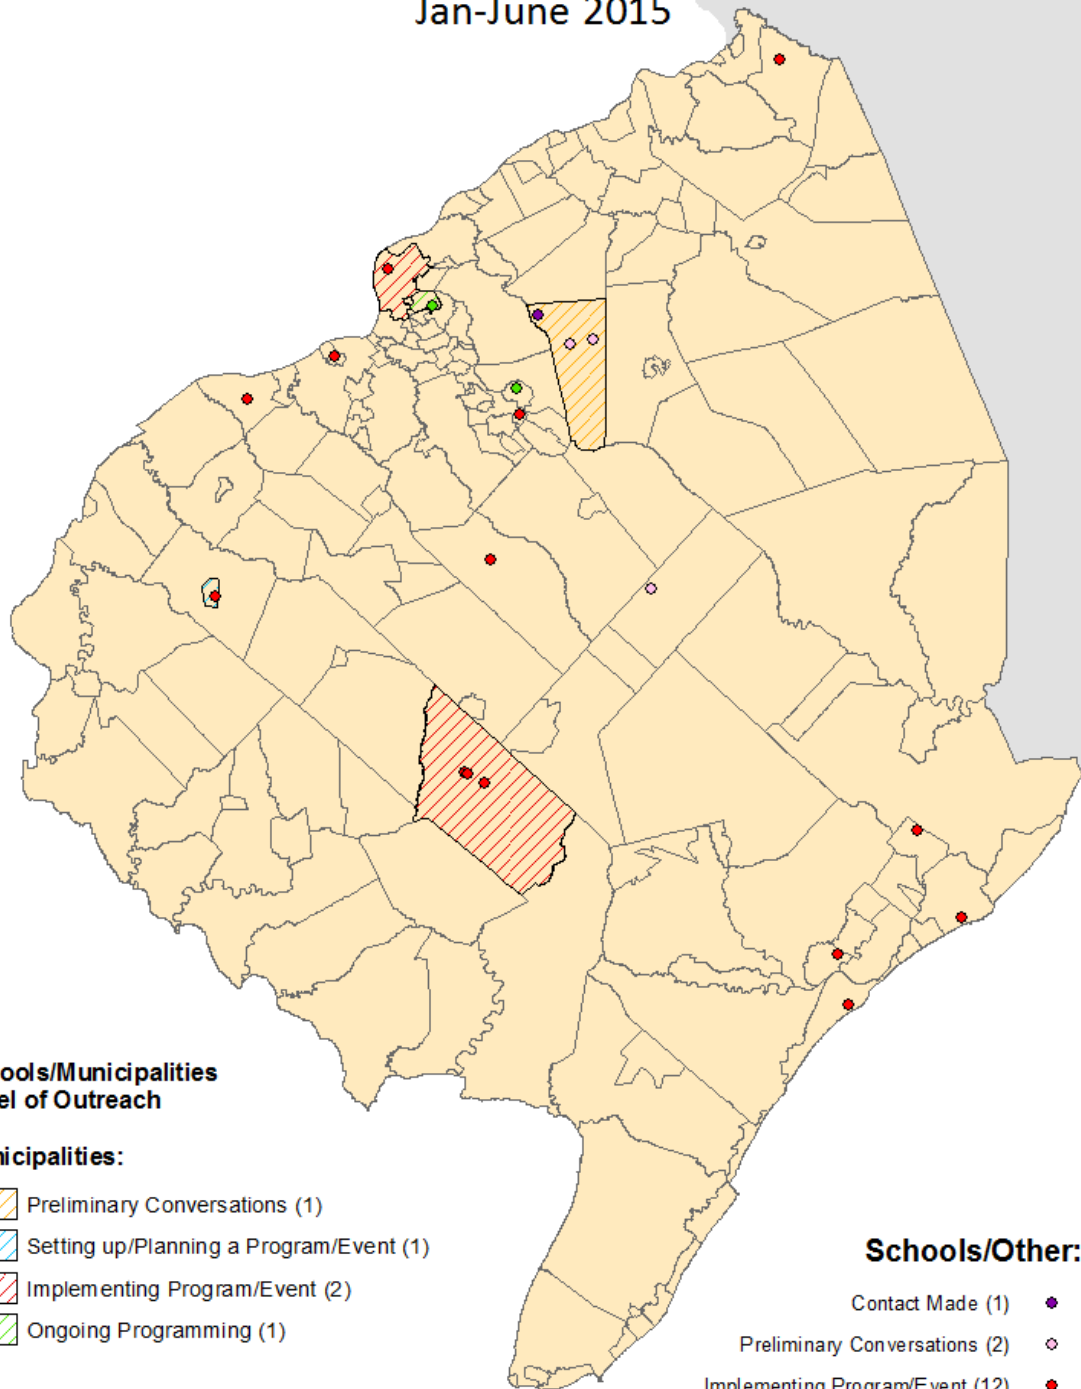 Jan-June 2015
ools/Municipalities
el of Outreach
nicipalities:
Preliminary Conversations (1)
Setting up/Planning a Program/Event (1)
Implementing Program/Event (2)
Ongoing Programming (1)
Schools/Other:
Contact Made (1)
Preliminary Conversations (2)
Implementing Program/Event (12)